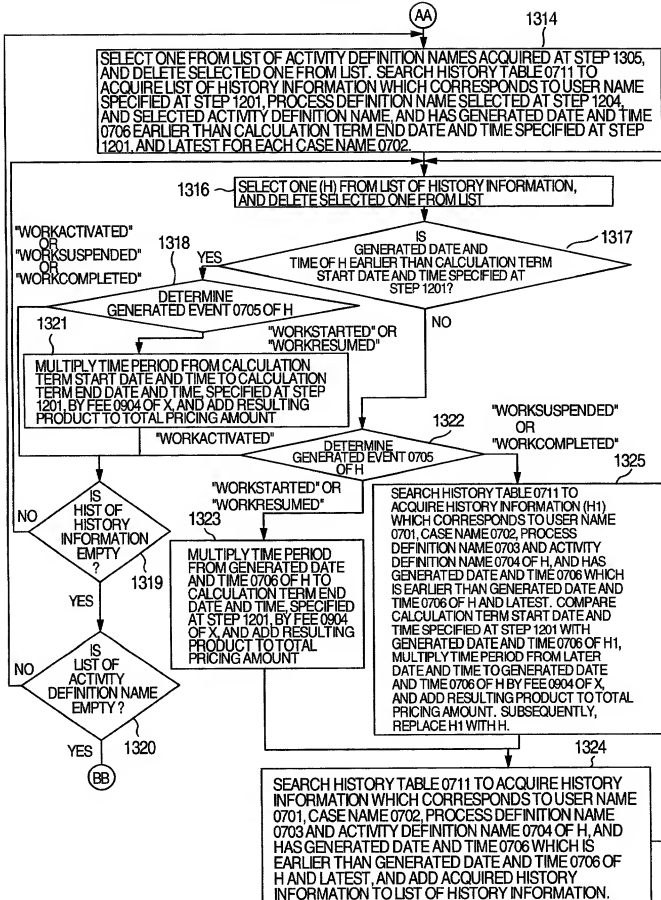 AA
1314
SELECT ONE FROM LIST OF ACTIVITY DEFINITION NAMES ACQUIRED AT STEP 1305,
AND DELETE SELECTED ONE FROM LIST. SEARCH HISTORY TABLE 0711 TO
ACQUIRE LIST OF HISTORY INFORMATION WHICH CORRESPONDS TO USER NAME
SPECIFIED AT STEP 1201, PROCESS DEFINITION NAME SELECTED AT STEP 1204,
AND SELECTED ACTIVITY DEFINITION NAME, AND HAS GENERATED DATE AND TIME
0706 EARLIER THAN CALCULATION TERM END DATE AND TIME SPECIFIED AT STEP
1201, AND LATEST FOR EACH CASE NAME 0702.
1316
SELECT ONE (H) FROM LIST OF HISTORY INFORMATION,
AND DELETE SELECTED ONE FROM LIST
1317
IS
GENERATED DATE AND
TIME OF H EARLIER THAN CALCULATION TERM
START DATE AND TIME SPECIFIED AT
STEP 1201?
YES
NO
"WORKACTIVATED"
OR
"WORKSUSPENDED"
OR
"WORKCOMPLETED"
1318
DETERMINE
GENERATED EVENT 0705 OF H
"WORKSTARTED" OR
"WORKRESUMED"
1321
MULTIPLY TIME PERIOD FROM CALCULATION
TERM START DATE AND TIME TO CALCULATION
TERM END DATE AND TIME, SPECIFIED AT STEP
1201, BY FEE 0904 OF X, AND ADD RESULTING
PRODUCT TO TOTAL PRICING AMOUNT
"WORKACTIVATED"
1322
DETERMINE
GENERATED EVENT 0705
OF H
"WORKSUSPENDED"
OR
"WORKCOMPLETED"
"WORKSTARTED" OR
"WORKRESUMED"
1323
MULTIPLY TIME PERIOD
FROM GENERATED DATE
AND TIME 0706 OF H TO
CALCULATION TERM END
DATE AND TIME, SPECIFIED
AT STEP 1201, BY FEE 0904
OF X, AND ADD RESULTING
PRODUCT TO TOTAL
PRICING AMOUNT
1325
SEARCH HISTORY TABLE 0711 TO
ACQUIRE HISTORY INFORMATION (H1)
WHICH CORRESPONDS TO USER NAME
0701, CASE NAME 0702, PROCESS
DEFINITION NAME 0703 AND ACTIVITY
DEFINITION NAME 0704 OF H, AND HAS
GENERATED DATE AND TIME 0706 WHICH
IS EARLIER THAN GENERATED DATE AND
TIME 0706 OF H AND LATEST. COMPARE
CALCULATION TERM START DATE AND
TIME SPECIFIED AT STEP 1201 WITH
GENERATED DATE AND TIME 0706 OF H1,
MULTIPLY TIME PERIOD FROM LATER
DATE AND TIME TO GENERATED DATE
AND TIME 0706 OF H BY FEE 0904 OF X,
AND ADD RESULTING PRODUCT TO TOTAL
PRICING AMOUNT. SUBSEQUENTLY,
REPLACE H1 WITH H.
IS
HIST OF
HISTORY
INFORMATION
EMPTY
?
NO
1319
YES
IS
LIST OF
ACTIVITY
DEFINITION NAME
EMPTY ?
NO
1320
YES
BB
1324
SEARCH HISTORY TABLE 0711 TO ACQUIRE HISTORY
INFORMATION WHICH CORRESPONDS TO USER NAME
0701, CASE NAME 0702, PROCESS DEFINITION NAME
0703 AND ACTIVITY DEFINITION NAME 0704 OF H, AND
HAS GENERATED DATE AND TIME 0706 WHICH IS
EARLIER THAN GENERATED DATE AND TIME 0706 OF
H AND LATEST, AND ADD ACQUIRED HISTORY
INFORMATION TO LIST OF HISTORY INFORMATION.